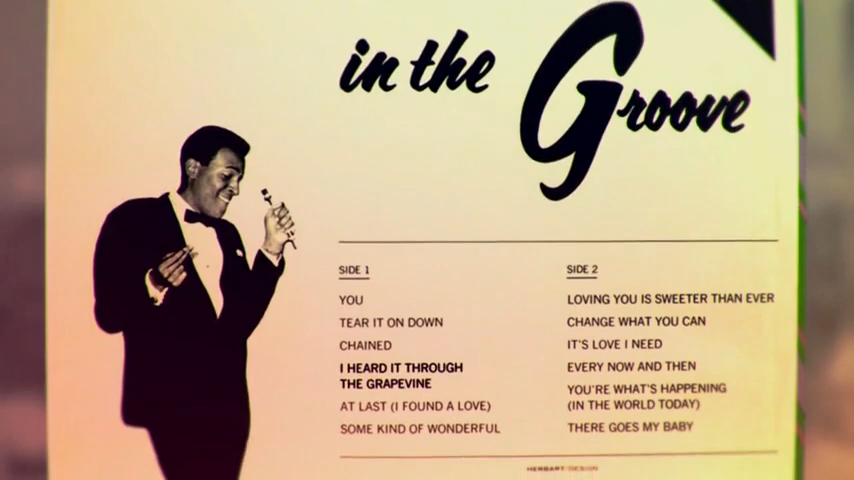 in the Groove
SIDE 1
YOU
TEAR IT ON DOWN
CHAINED
I HEARD IT THROUGH
THE GRAPEVINE
AT LAST (I FOUND A LOVE)
SOME KIND OF WONDERFUL
SIDE 2
LOVING YOU IS SWEETER THAN EVER
CHANGE WHAT YOU CAN
IT'S LOVE I NEED
EVERY NOW AND THEN
YOU'RE WHAT'S HAPPENING
(IN THE WORLD TODAY)
THERE GOES MY BABY
HERBART/DESIGN